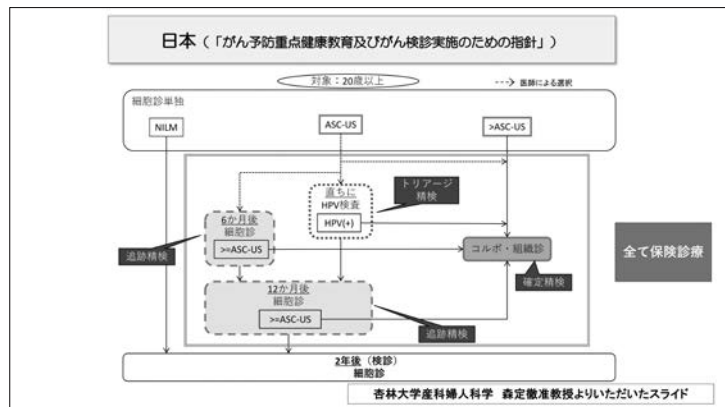 日本(「がん予防重点健康教育及びがん検診実施のための指針」)
対象：20歳以上
医師による選択
細胞診単独
NILM
ASC-US
>ASC-US
トリアージ
精検
直ちに
HPV検査
HPV(+)
6か月後
細胞診
>=ASC-US
追跡精検
コルポ・組織診
確定精検
全て保険診療
12か月後
細胞診
>=ASC-US
追跡精検
2年後（検診）
細胞診
杏林大学産科婦人科学 森定徹准教授よりいただいたスライド